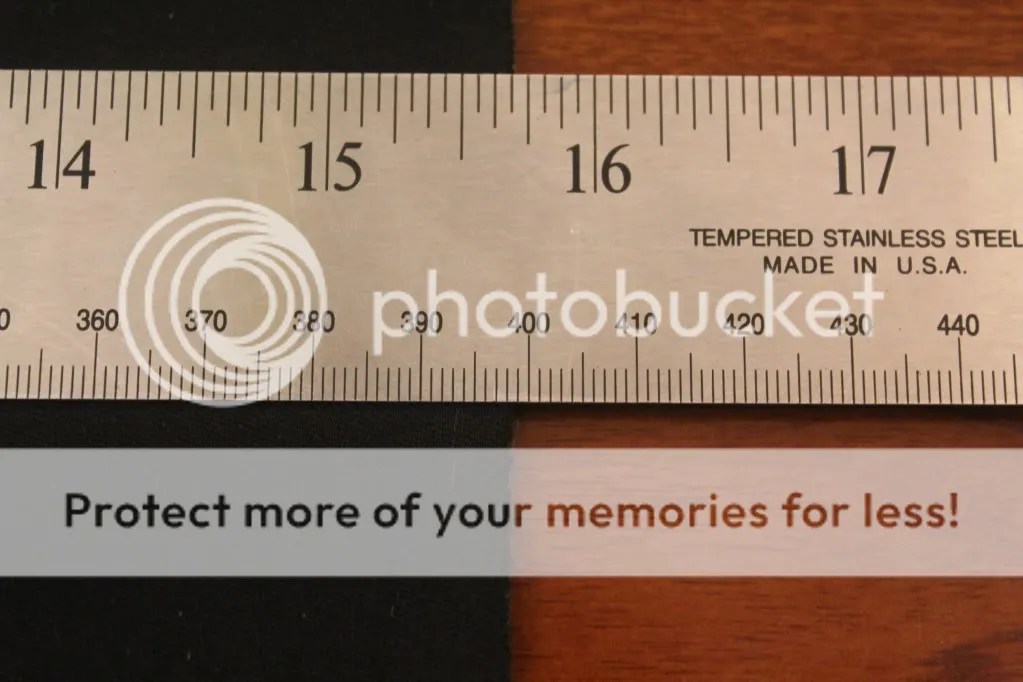 14 15 16 17
TEMPERED STAINLESS STEEL
MADE IN U.S.A.
photobucket
0 360 370 380 390 400 410 420 430 440
Protect more of your memories for less!